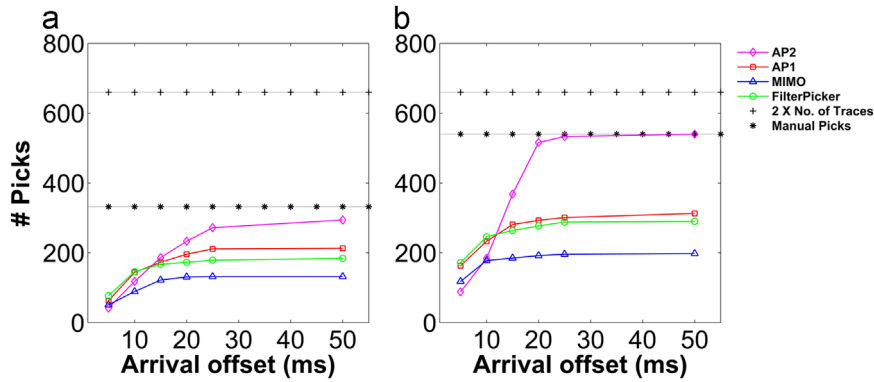 a
b
800
600
400
200
0
# Picks
10 20 30 40 50
Arrival offset (ms)
800
600
400
200
0
10 20 30 40 50
Arrival offset (ms)
AP2
AP1
MIMO
FilterPicker
2 X No. of Traces
Manual Picks